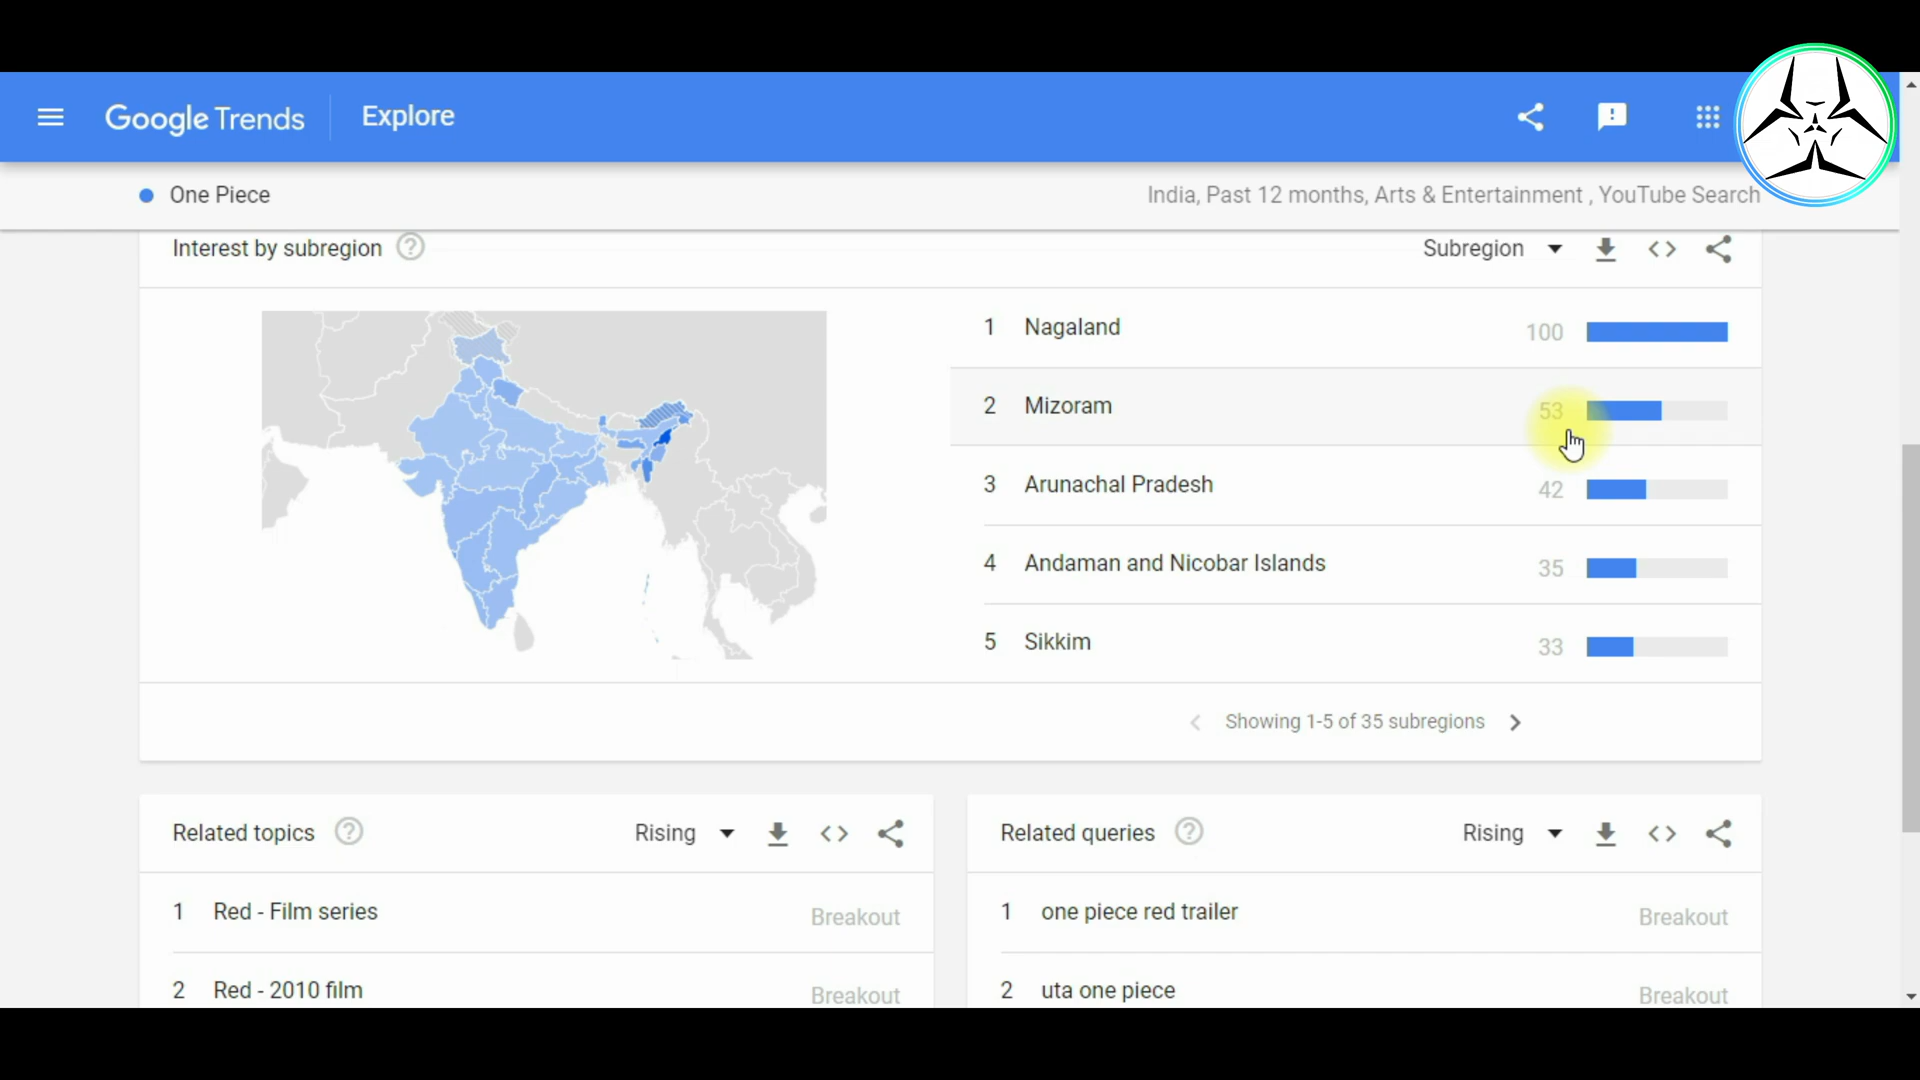 Google Trends Explore
One Piece India, Past 12 months, Arts & Entertainment , YouTube Search
Interest by subregion Subregion
1 Nagaland 100
2 Mizoram 53
3 Arunachal Pradesh 42
4 Andaman and Nicobar Islands 35
5 Sikkim 33
Showing 1-5 of 35 subregions
Related topics Rising
1 Red - Film series Breakout
2 Red - 2010 film Breakout
Related queries Rising
1 one piece red trailer Breakout
2 uta one piece Breakout